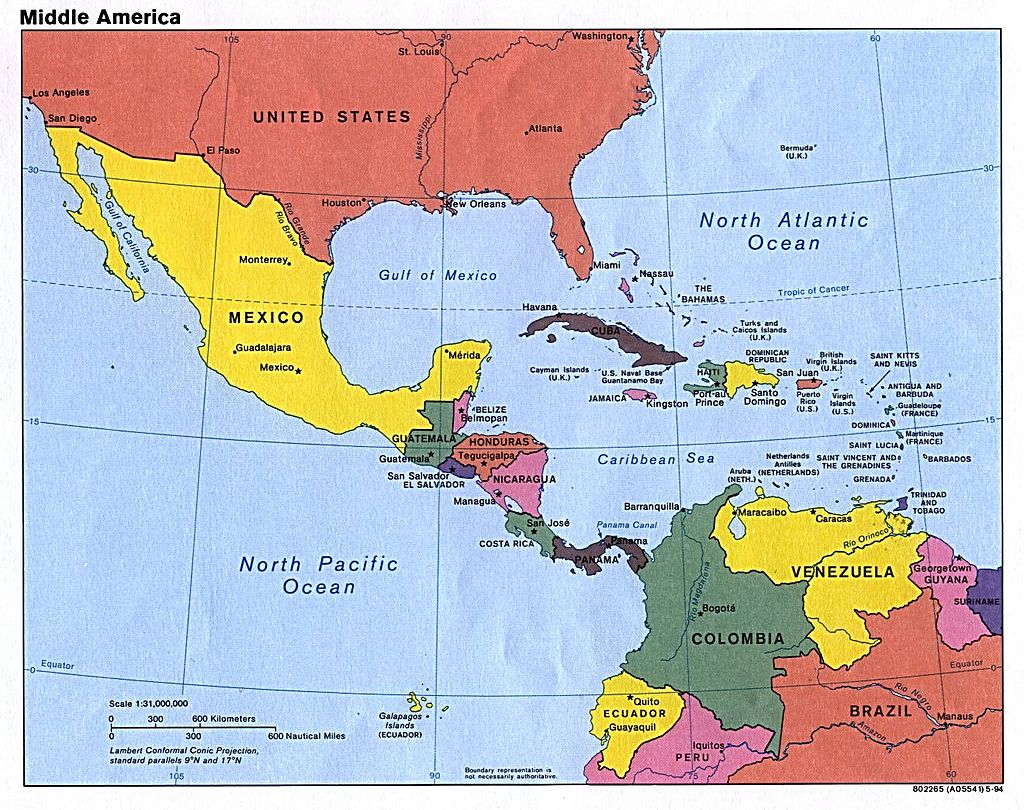 Middle America
105
90
60
Washington
St. Louis
Los Angeles
San Diego
UNITED STATES
Mississippi
Atlanta
Bermuda
(U.K.)
El Paso
30
30
Houston
New Orleans
Rio Grande
Rio Bravo
Gulf of California
North Atlantic
Ocean
Monterrey
Gulf of Mexico
Miami
Nassau
THE
BAHAMAS
Tropic of Cancer
MEXICO
Havana
CUBA
Turks and
Caicos Islands
(U.K.)
Guadalajara
Mexico
Mérida
Cayman Islands
(U.K.)
U.S. Naval Base
Guantanamo Bay
HAITI
DOMINICAN
REPUBLIC
San Juan
British
Virgin Islands
(U.K.)
SAINT KITTS
AND NEVIS
JAMAICA
Kingston
Port-au
Prince
Santo
Domingo
Puerto
Rico
(U.S.)
Virgin
Islands
(U.S.)
ANTIGUA AND
BARBUDA
Guadeloupe
(FRANCE)
DOMINICA
Martinique
(FRANCE)
15
15
BELIZE
Belmopan
GUATEMALA
Guatemala
HONDURAS
Tegucigalpa
San Salvador
EL SALVADOR
NICARAGUA
Managua
Caribbean Sea
SAINT LUCIA
SAINT VINCENT AND
THE GRENADINES
BARBADOS
GRENADA
Netherlands
Antilles
(NETHERLANDS)
Aruba
(NETH.)
TRINIDAD
AND
TOBAGO
San José
COSTA RICA
Panama Canal
Panama
PANAMA
Barranquilla
Maracaibo
Caracas
Río Orinoco
VENEZUELA
Georgetown
GUYANA
SURINAME
North Pacific
Ocean
Río Magdalena
Bogotá
COLOMBIA
0
Equator
Equator
0
Scale 1:31,000,000
0 300 600 Kilometers
0 300 600 Nautical Miles
Lambert Conformal Conic Projection,
standard parallels 9°N and 17°N
Galapagos
Islands
(ECUADOR)
Quito
ECUADOR
Guayaquil
Iquitos
PERU
BRAZIL
Rio Negro
Manaus
Amazon
Boundary representation is
not necessarily authoritative.
105
90
75
60
802265 (A05541) 5-94